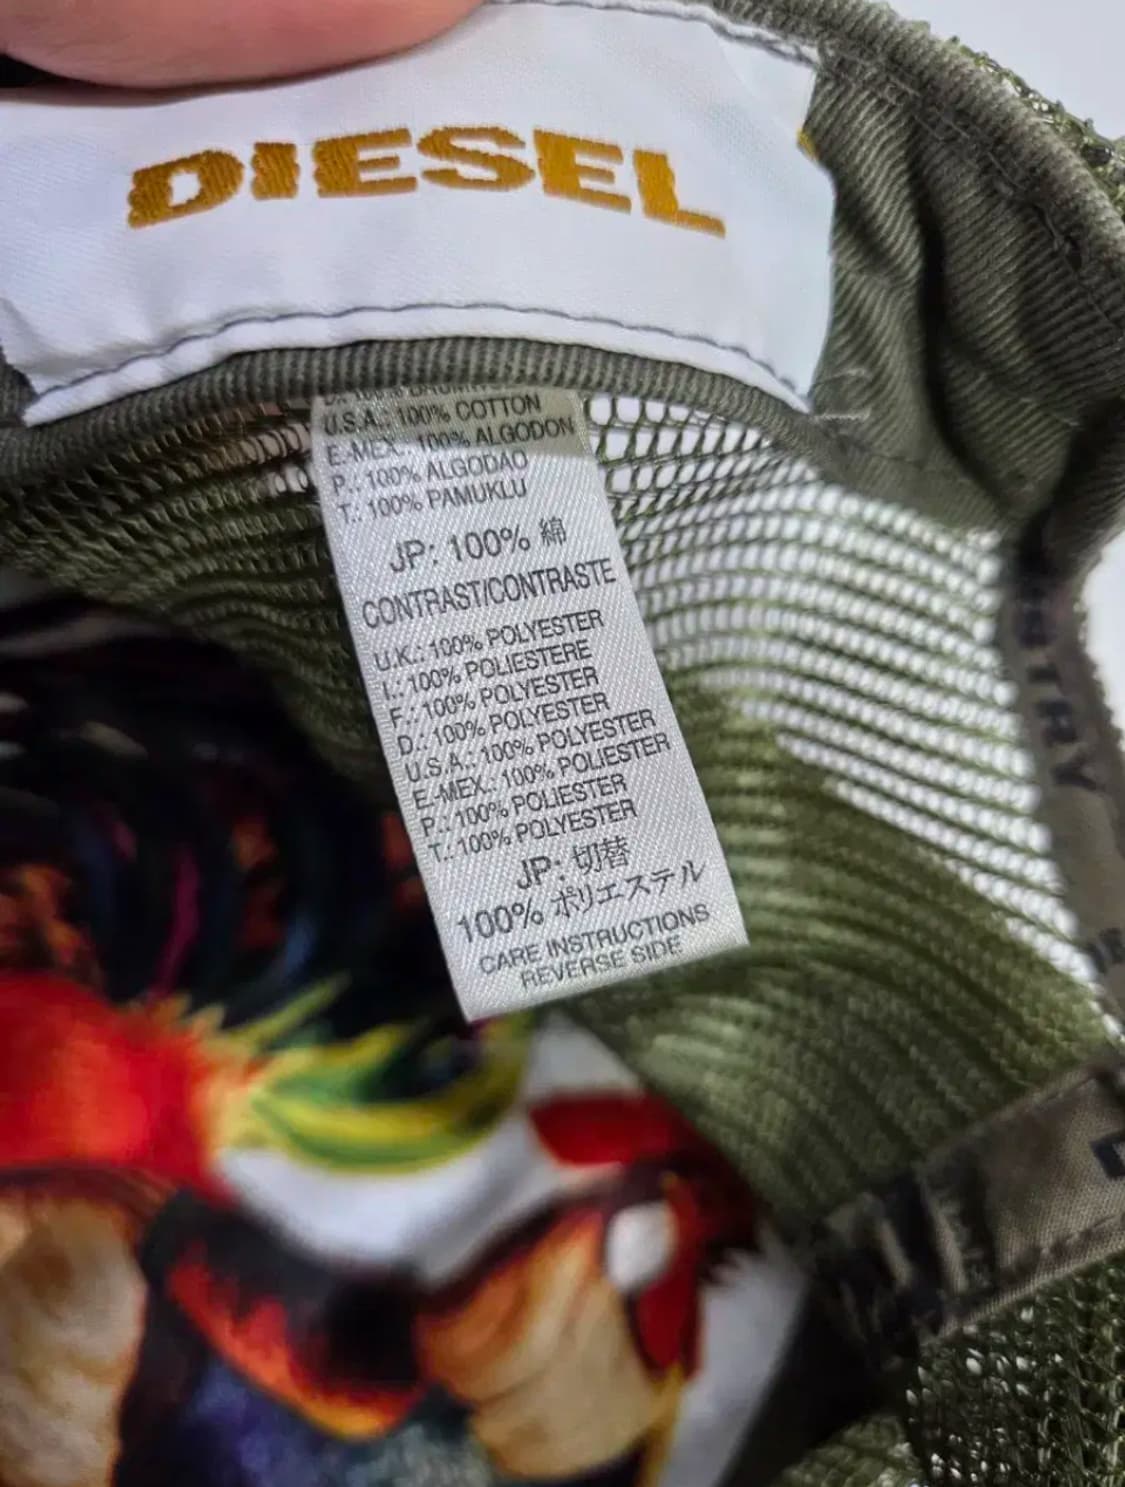 DIESEL
U.S.A.: 100% COTTON
E-MEX.: 100% ALGODON
P.: 100% ALGODAO
T.: 100% PAMUKLU
JP: 100% 綿
CONTRAST/CONTRASTE
U.K.: 100% POLYESTER
I.: 100% POLIESTERE
F.: 100% POLYESTER
D.: 100% POLYESTER
U.S.A.: 100% POLYESTER
E.-MEX.: 100% POLIESTER
P.: 100% POLIESTER
T.: 100% POLYESTER
JP: 切替
100% ポリエステル
CARE INSTRUCTIONS
REVERSE SIDE